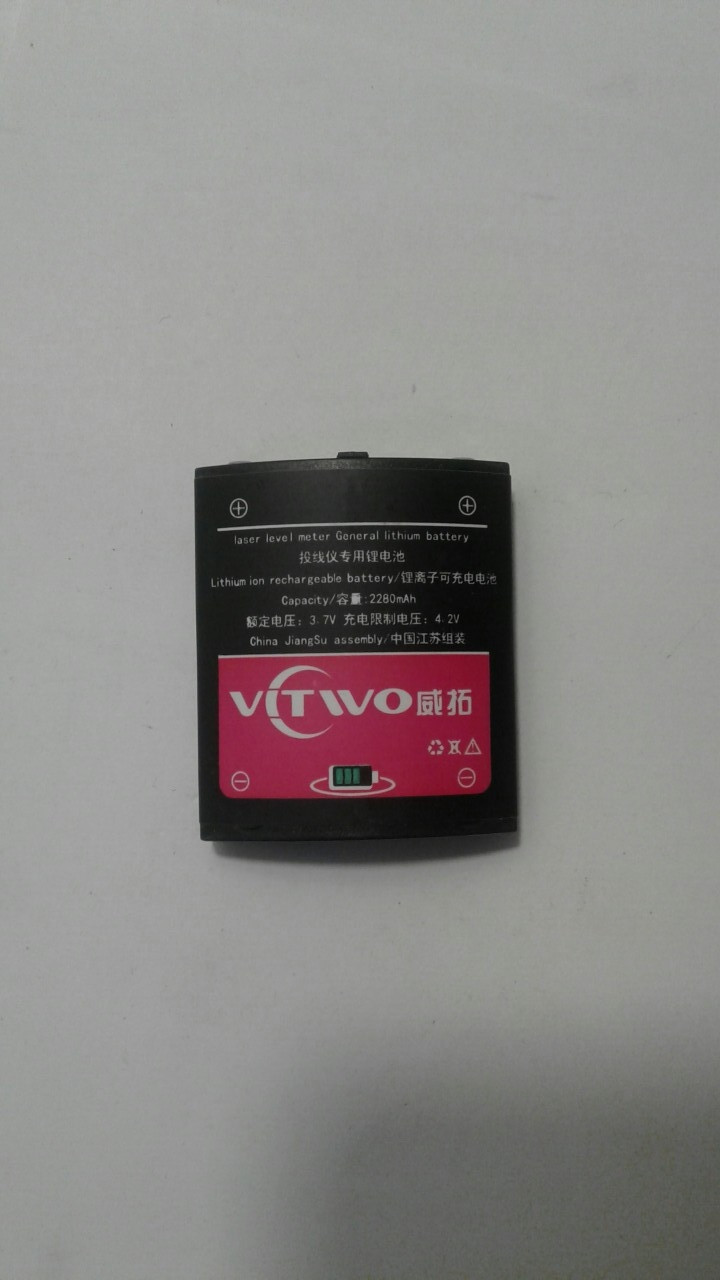 laser level meter General lithium battery
投线仪专用锂电池
Lithium ion rechargeable battery/锂离子可充电电池
Capacity/容量:2280mAh
额定电压: 3.7V 充电限制电压: 4.2V
China JiangSu assembly/中国江苏组装
VITWO威拓